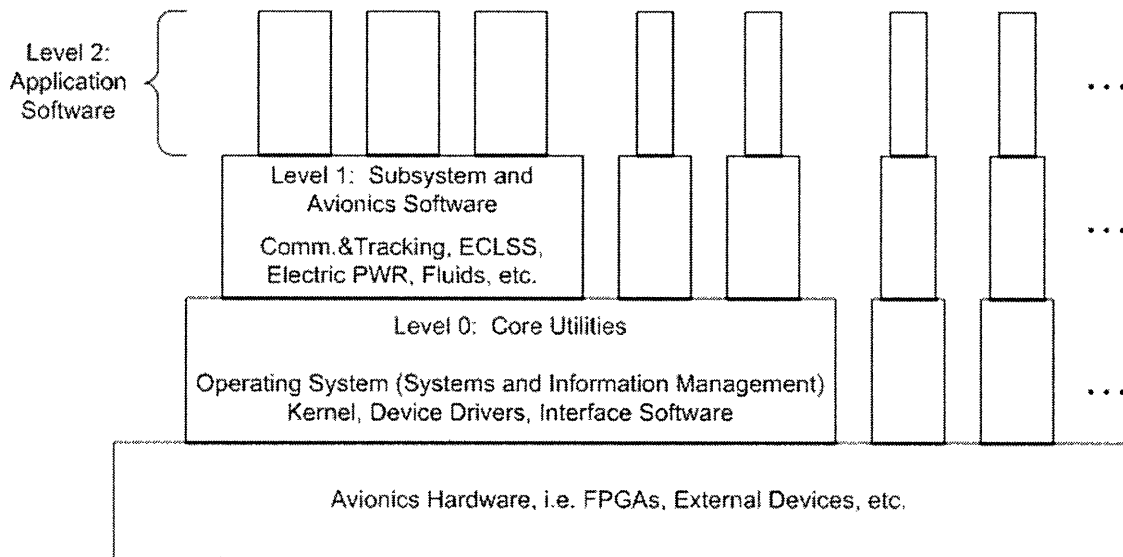 Level 2:
Application
Software
Level 1: Subsystem and
Avionics Software
Comm.&Tracking, ECLSS,
Electric PWR, Fluids, etc.
Level 0: Core Utilities
Operating System (Systems and Information Management)
Kernel, Device Drivers, Interface Software
Avionics Hardware, i.e. FPGAs, External Devices, etc.
...
...
...